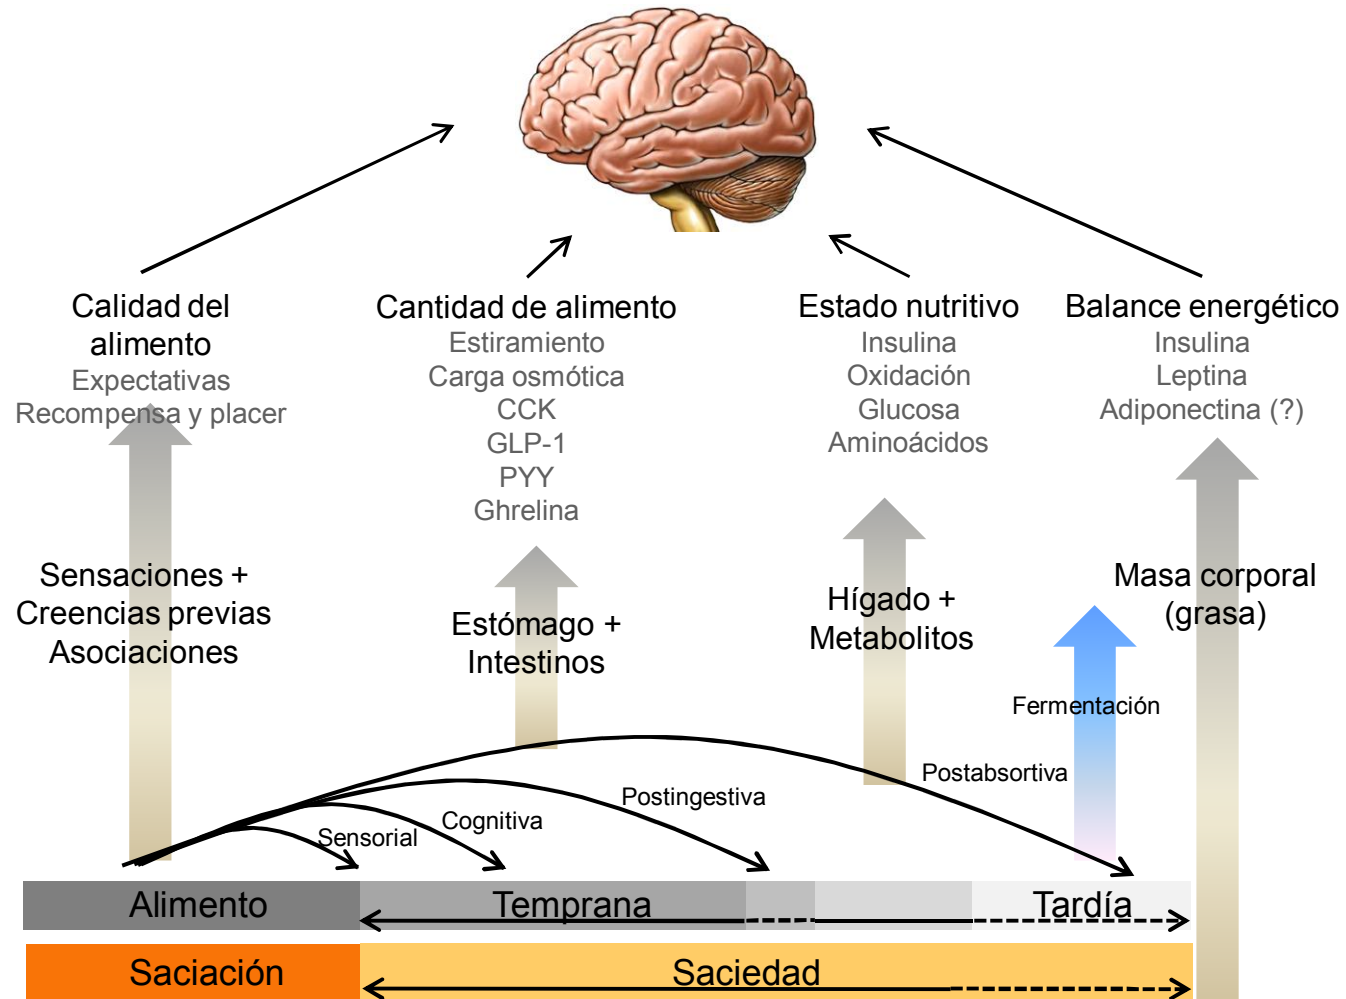 Calidad del
alimento
Expectativas
Recompensa y placer
Cantidad de alimento
Estiramiento
Carga osmótica
CCK
GLP-1
PYY
Ghrelina
Estado nutritivo
Insulina
Oxidación
Glucosa
Aminoácidos
Balance energético
Insulina
Leptina
Adiponectina (?)
Sensaciones +
Creencias previas
Asociaciones
Estómago +
Intestinos
Hígado +
Metabolitos
Masa corporal
(grasa)
Fermentación
Sensorial
Cognitiva
Postingestiva
Postabsortiva
Alimento
Temprana
Tardía
Saciación
Saciedad